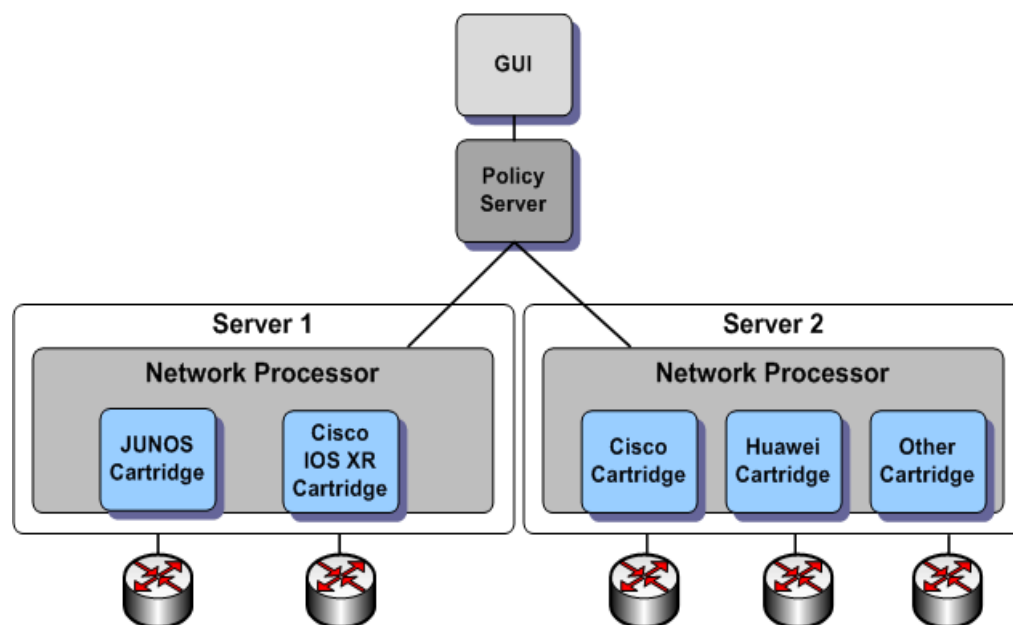 GUI
Policy
Server
Server 1
Network Processor
JUNOS
Cartridge
Cisco
IOS XR
Cartridge
Server 2
Network Processor
Cisco
Cartridge
Huawei
Cartridge
Other
Cartridge